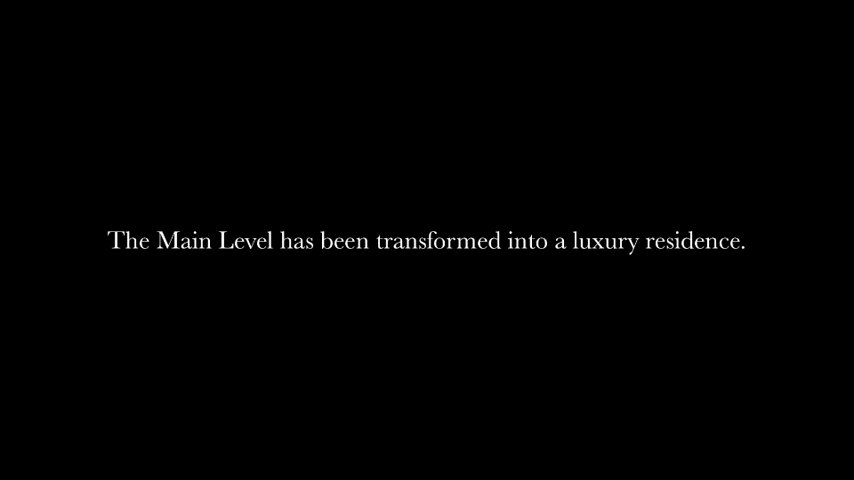 The Main Level has been transformed into a luxury residence.